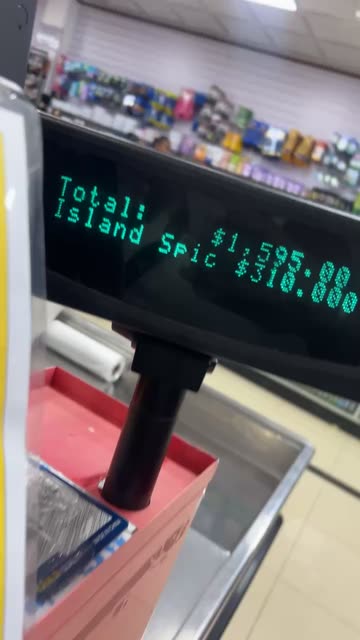 Total: $1,595.00
Island Spic $310.000